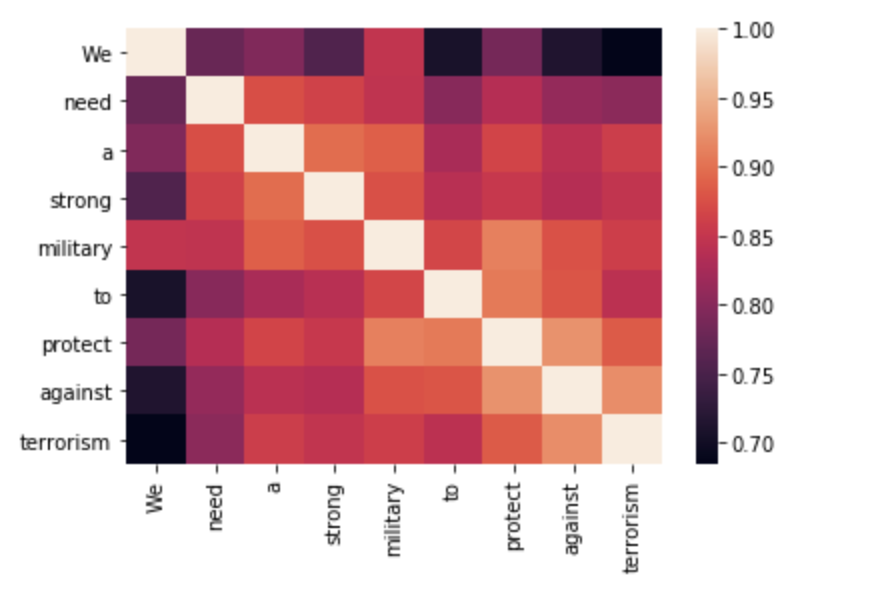 We
need
a
strong
military
to
protect
against
terrorism
We need a strong military to protect against terrorism
1.00
0.95
0.90
0.85
0.80
0.75
0.70